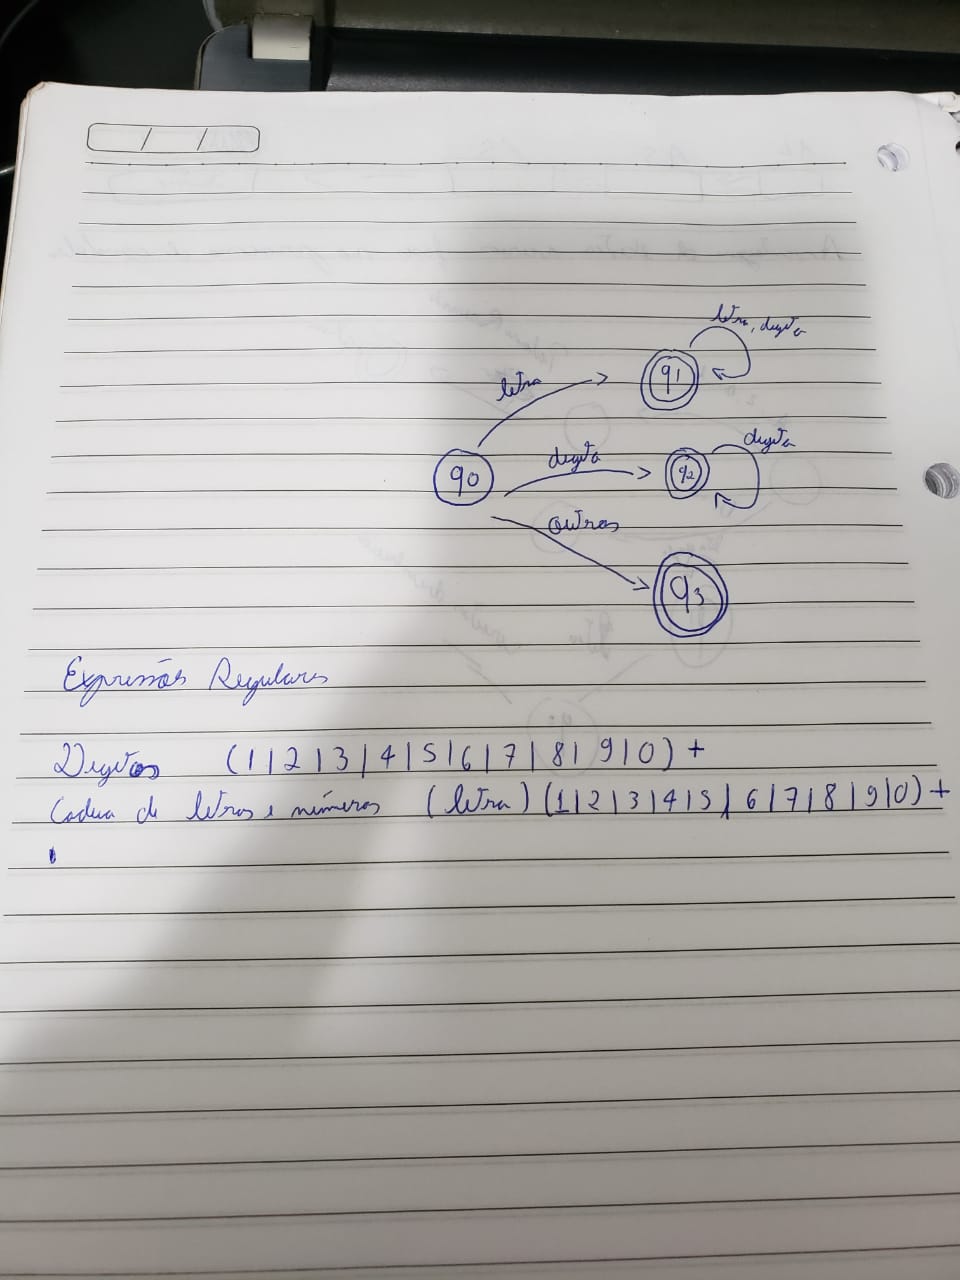 letra, digito
q1
letra
digito
q0
digito
q2
outros
q3
Expressões Regulares
Digitos (1|2|3|4|5|6|7|8|9|0)+
Cadeia de letras e números (letra)(1|2|3|4|5|6|7|8|9|0)+